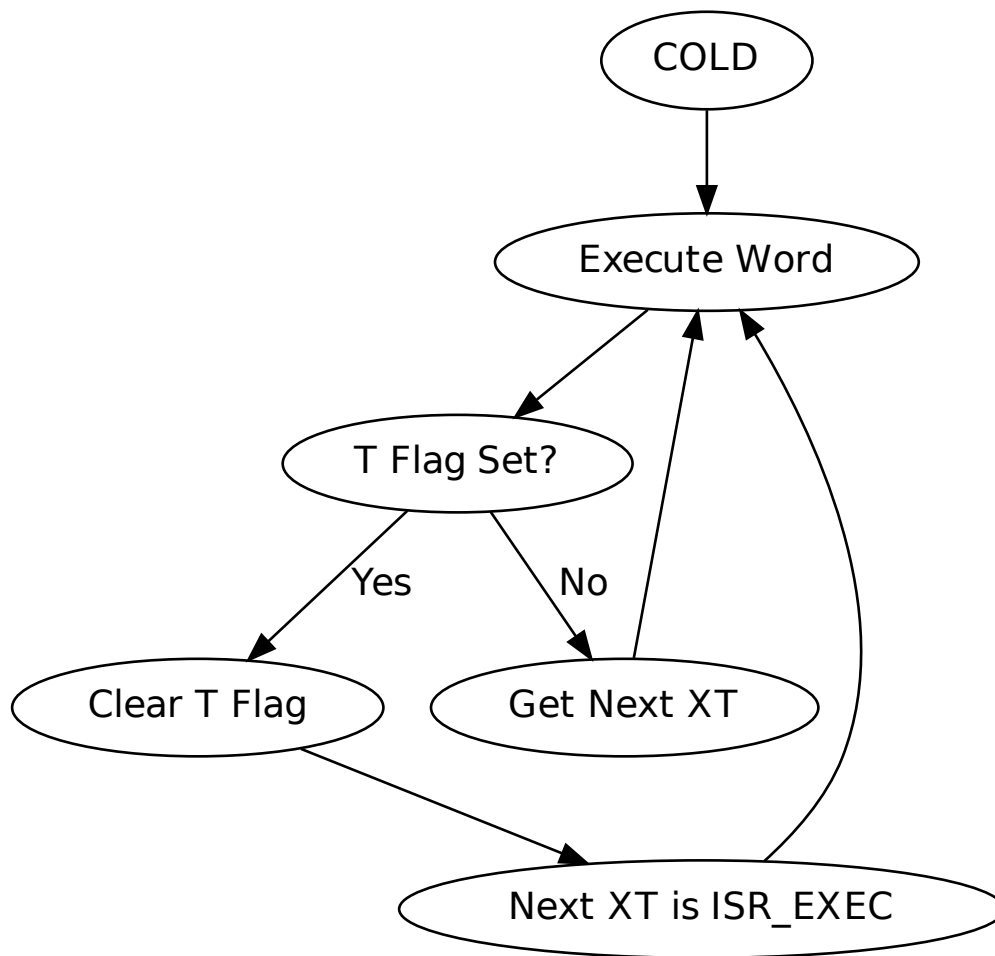 COLD
Execute Word
T Flag Set?
Yes
No
Clear T Flag
Get Next XT
Next XT is ISR_EXEC